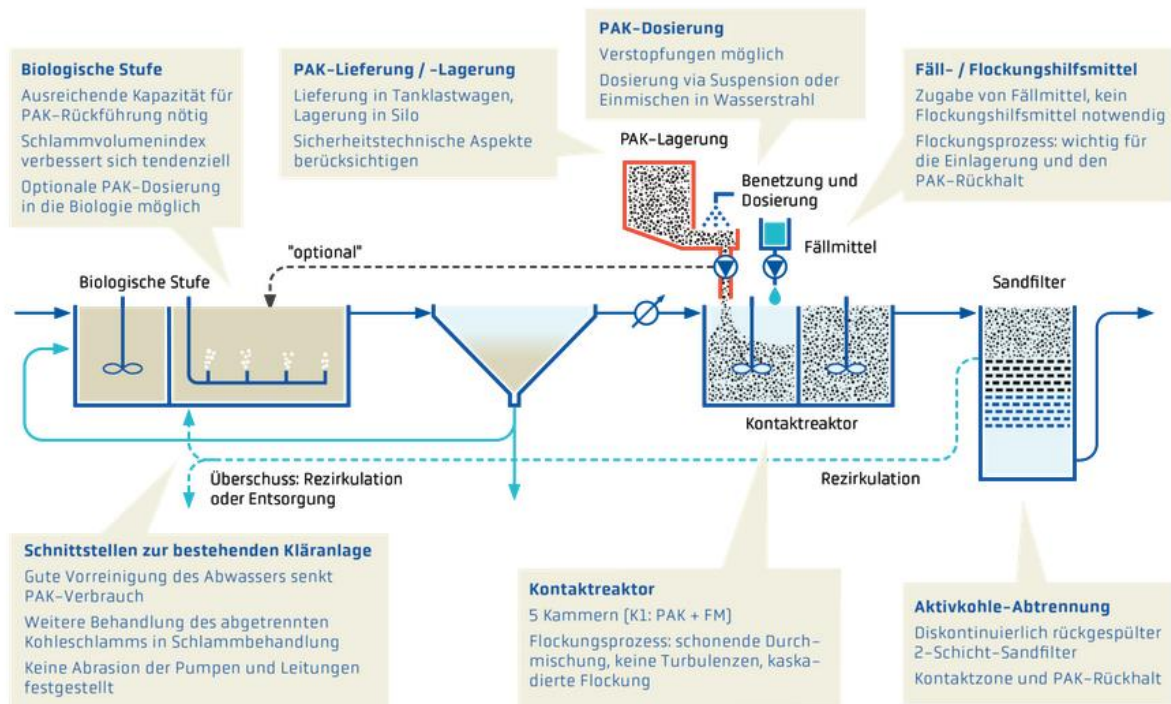 PAK-Dosierung
Verstopfungen möglich
Dosierung via Suspension oder
Einmischen in Wasserstrahl
Biologische Stufe
Ausreichende Kapazität für
PAK-Rückführung nötig
Schlammvolumenindex
verbessert sich tendenziell
Optionale PAK-Dosierung
in die Biologie möglich
PAK-Lieferung / -Lagerung
Lieferung in Tanklastwagen,
Lagerung in Silo
Sicherheitstechnische Aspekte
berücksichtigen
Fäll- / Flockungshilfsmittel
Zugabe von Fällmittel, kein
Flockungshilfsmittel notwendig
Flockungsprozess: wichtig für
die Einlagerung und den
PAK-Rückhalt
PAK-Lagerung
Benetzung und
Dosierung
Fällmittel
"optional"
Biologische Stufe
Sandfilter
Kontaktreaktor
Überschuss: Rezirkulation
oder Entsorgung
Rezirkulation
Schnittstellen zur bestehenden Kläranlage
Gute Vorreinigung des Abwassers senkt
PAK-Verbrauch
Weitere Behandlung des abgetrennten
Kohleschlamms in Schlammbehandlung
Keine Abrasion der Pumpen und Leitungen
festgestellt
Kontaktreaktor
5 Kammern (K1: PAK + FM)
Flockungsprozess: schonende Durch-
mischung, keine Turbulenzen, kaska-
dierte Flockung
Aktivkohle-Abtrennung
Diskontinuierlich rückgespülter
2-Schicht-Sandfilter
Kontaktzone und PAK-Rückhalt